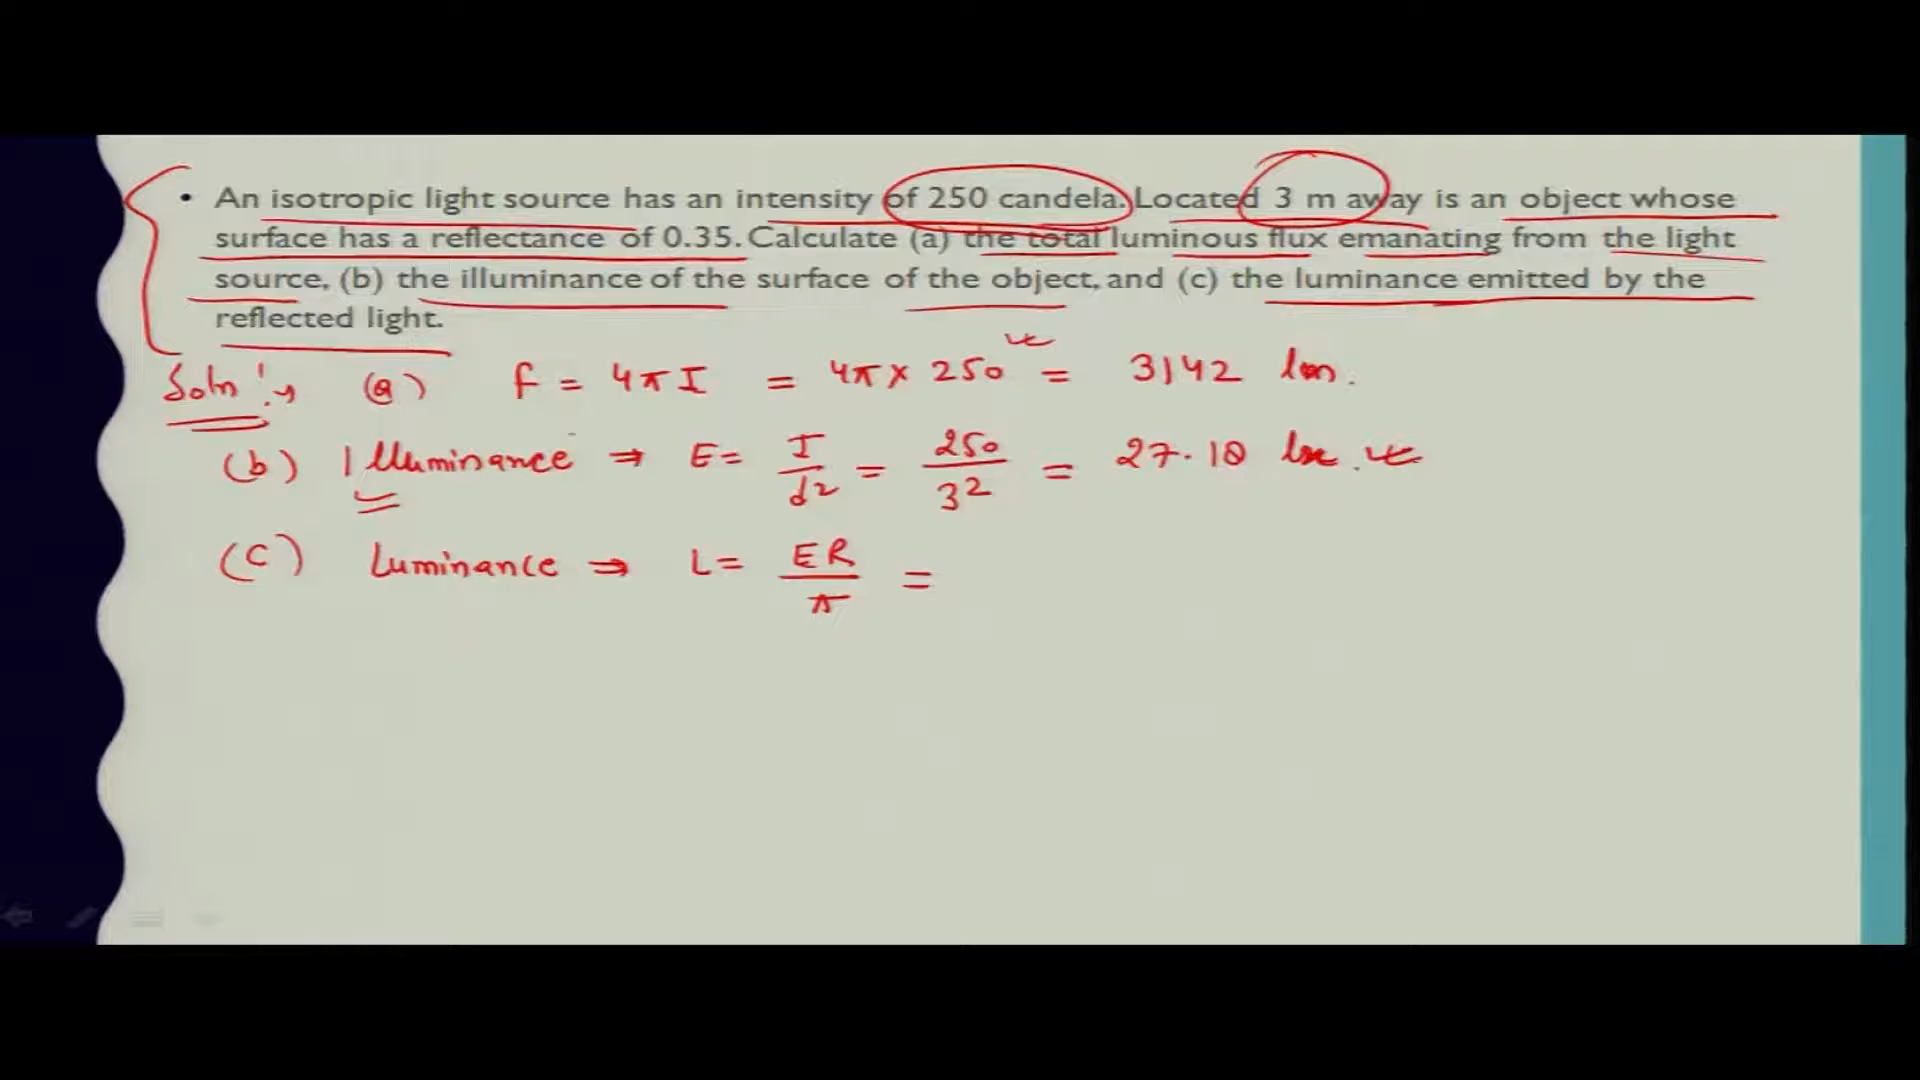 • An isotropic light source has an intensity of 250 candela. Located 3 m away is an object whose
surface has a reflectance of 0.35. Calculate (a) the total luminous flux emanating from the light
source, (b) the illuminance of the surface of the object, and (c) the luminance emitted by the
reflected light.
Soln :→ (a) F = 4πI = 4π × 250 = 3142 lm.
(b) Illuminance ⇒ E = I/d2 = 250/3^2 = 27.18 lx.
(c) Luminance ⇒ L = ER/π =